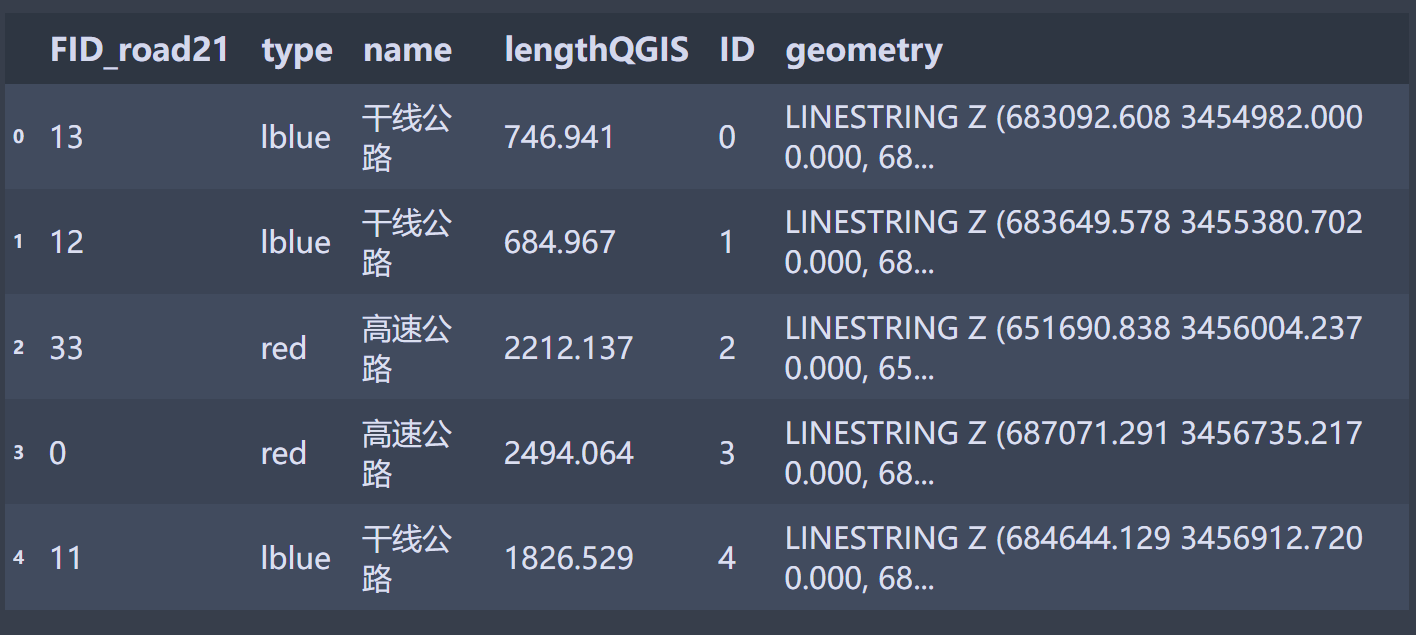 FID_road21 type name lengthQGIS ID geometry
0 13 lblue 干线公路 746.941 0 LINESTRING Z (683092.608 3454982.000 0.000, 68...
1 12 lblue 干线公路 684.967 1 LINESTRING Z (683649.578 3455380.702 0.000, 68...
2 33 red 高速公路 2212.137 2 LINESTRING Z (651690.838 3456004.237 0.000, 65...
3 0 red 高速公路 2494.064 3 LINESTRING Z (687071.291 3456735.217 0.000, 68...
4 11 lblue 干线公路 1826.529 4 LINESTRING Z (684644.129 3456912.720 0.000, 68...